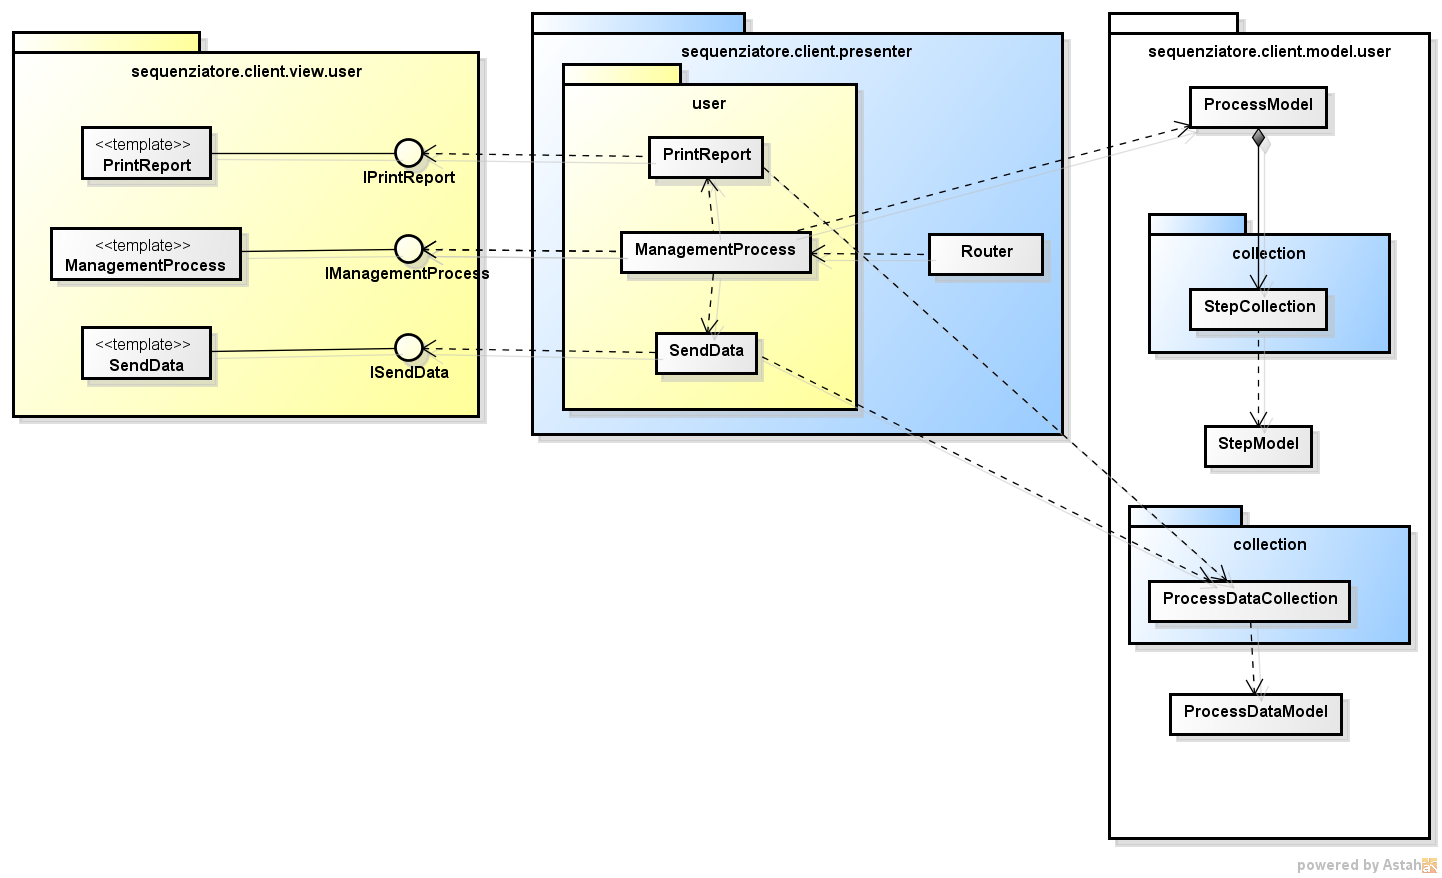 sequenziatore.client.view.user
<<template>>
PrintReport
IPrintReport
<<template>>
ManagementProcess
IManagementProcess
<<template>>
SendData
ISendData
sequenziatore.client.presenter
user
PrintReport
ManagementProcess
Router
SendData
sequenziatore.client.model.user
ProcessModel
collection
StepCollection
StepModel
collection
ProcessDataCollection
ProcessDataModel
powered by Astah